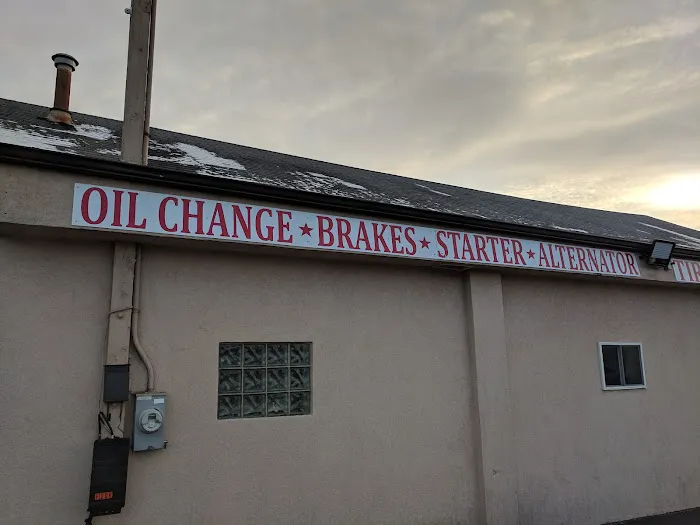 OIL CHANGE ★ BRAKES ★ STARTER ★ ALTERNATOR